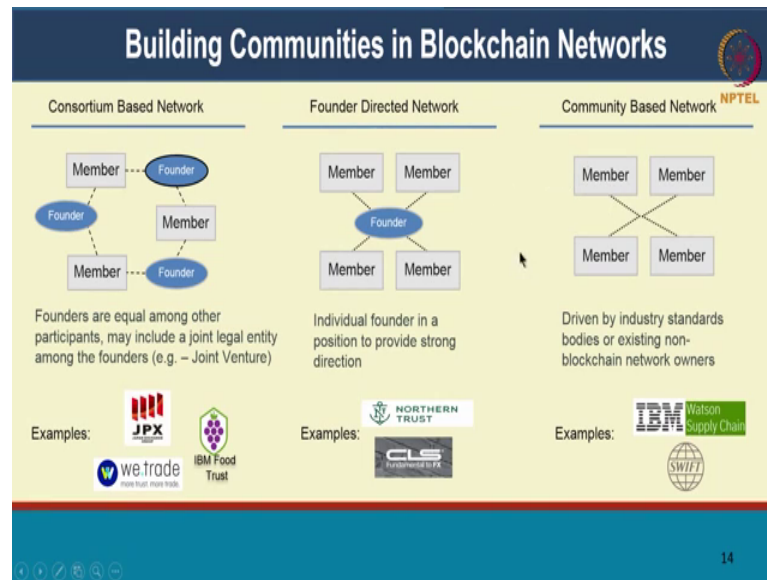 Building Communities in Blockchain Networks
NPTEL
Consortium Based Network
Member
Founder
Founder
Member
Member
Founder
Founders are equal among other
participants, may include a joint legal entity
among the founders (e.g. – Joint Venture)
Examples:
JPX
we.trade
more trust. more trade.
IBM Food
Trust
Founder Directed Network
Member
Member
Founder
Member
Member
Individual founder in a
position to provide strong
direction
Examples:
NORTHERN
TRUST
CLS
Fundamental to FX
Community Based Network
Member
Member
Member
Member
Driven by industry standards
bodies or existing non-
blockchain network owners
Examples:
IBM Watson
Supply Chain
SWIFT
14